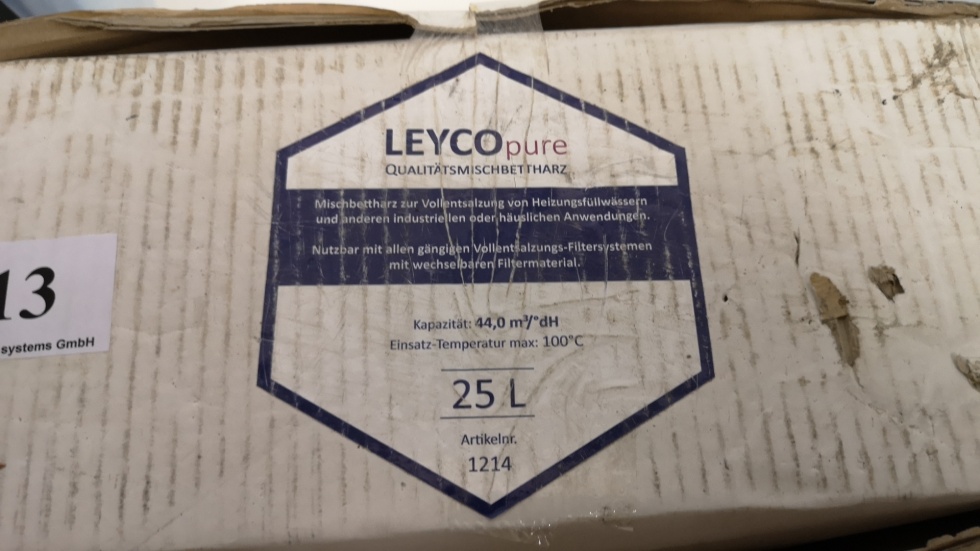 LEYCOpure
QUALITÄTSMISCHBETTHARZ
Mischbettharz zur Vollentsalzung von Heizungsfüllwässern
und anderen industriellen oder häuslichen Anwendungen.
Nutzbar mit allen gängigen Vollentsalzungs-Filtersystemen
mit wechselbaren Filtermaterial.
Kapazität: 44,0 m³/°dH
Einsatz-Temperatur max: 100°C
25 L
Artikelnr.
1214
13
systems GmbH